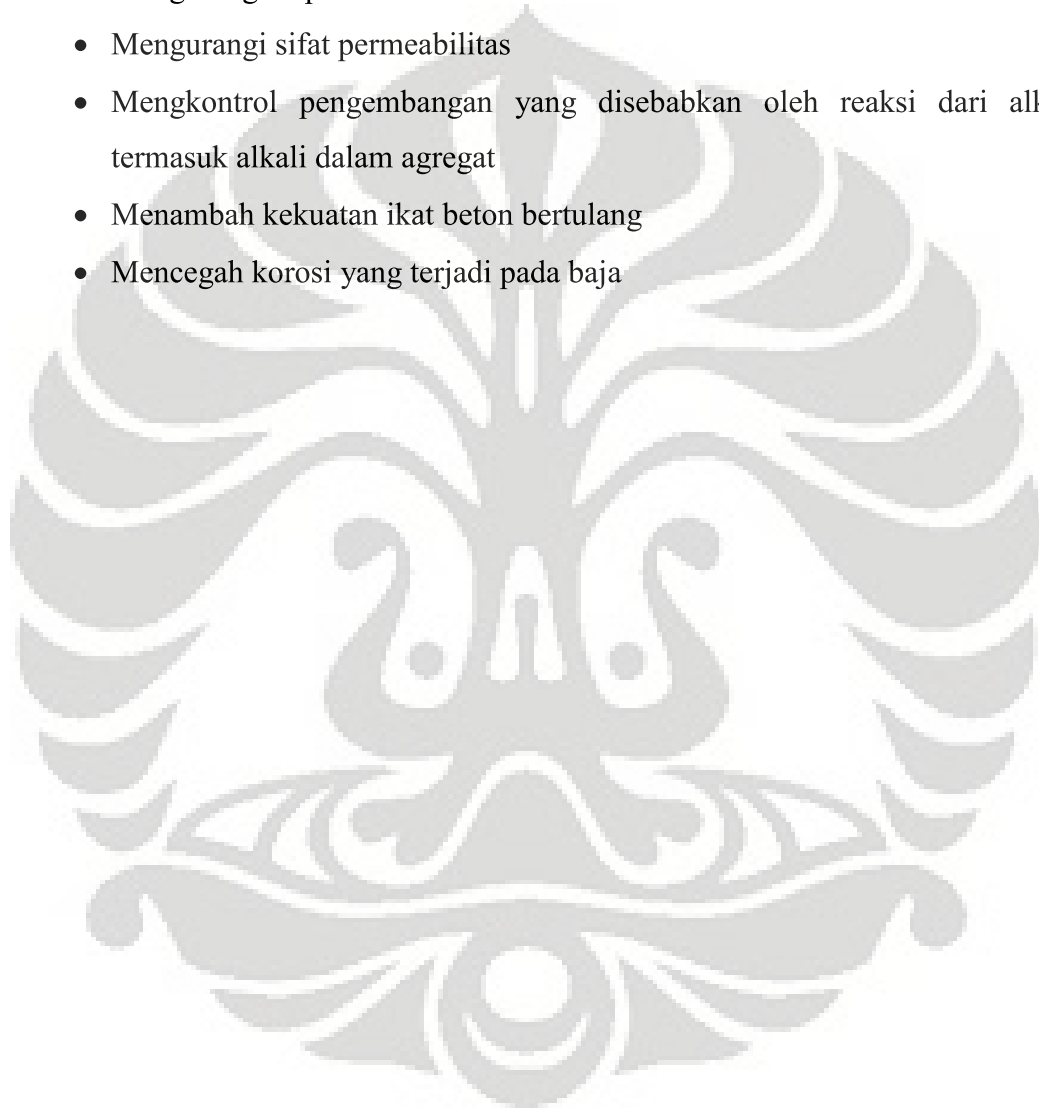 • Mengurangi sifat permeabilitas
• Mengkontrol pengembangan yang disebabkan oleh reaksi dari
termasuk alkali dalam agregat
• Menambah kekuatan ikat beton bertulang
• Mencegah korosi yang terjadi pada baja